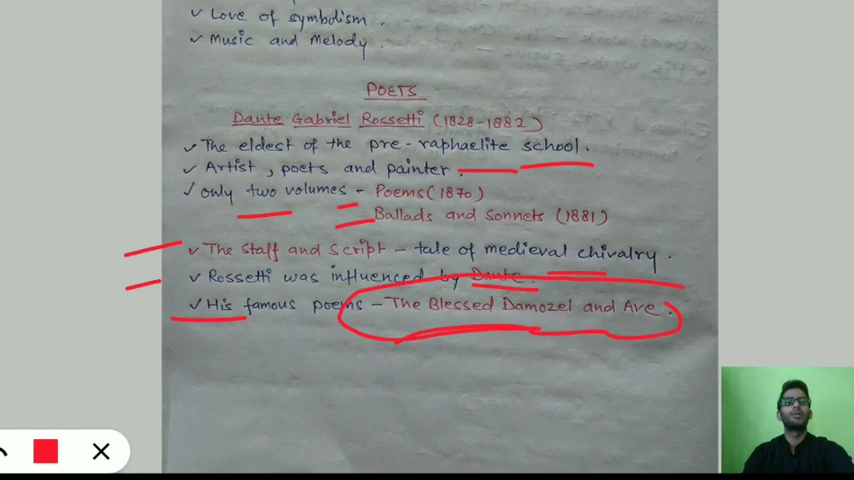 ✓ Love of symbolism.
✓ Music and Melody.
POETS
Dante Gabriel Rossetti (1828-1882)
✓ The eldest of the pre-raphaelite school.
✓ Artist, poets and painter.
✓ Only two volumes - Poems (1870)
Ballads and Sonnets (1881)
✓ The Staff and Script - tale of medieval chivalry.
✓ Rossetti was influenced by Dante.
✓ His famous poems - The Blessed Damozel and Ave.